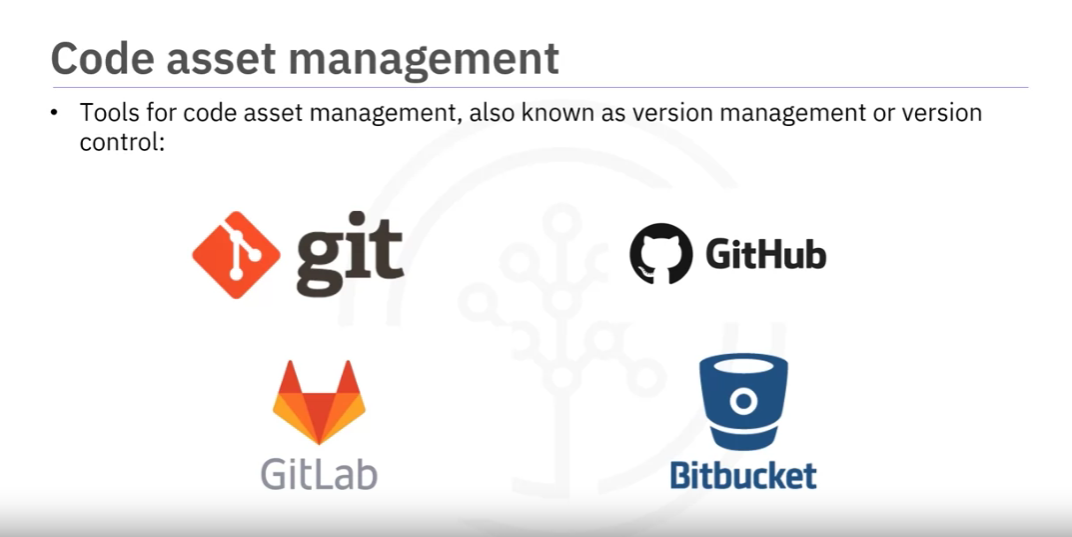 Code asset management
• Tools for code asset management, also known as version management or version
control:
git
GitHub
GitLab
Bitbucket